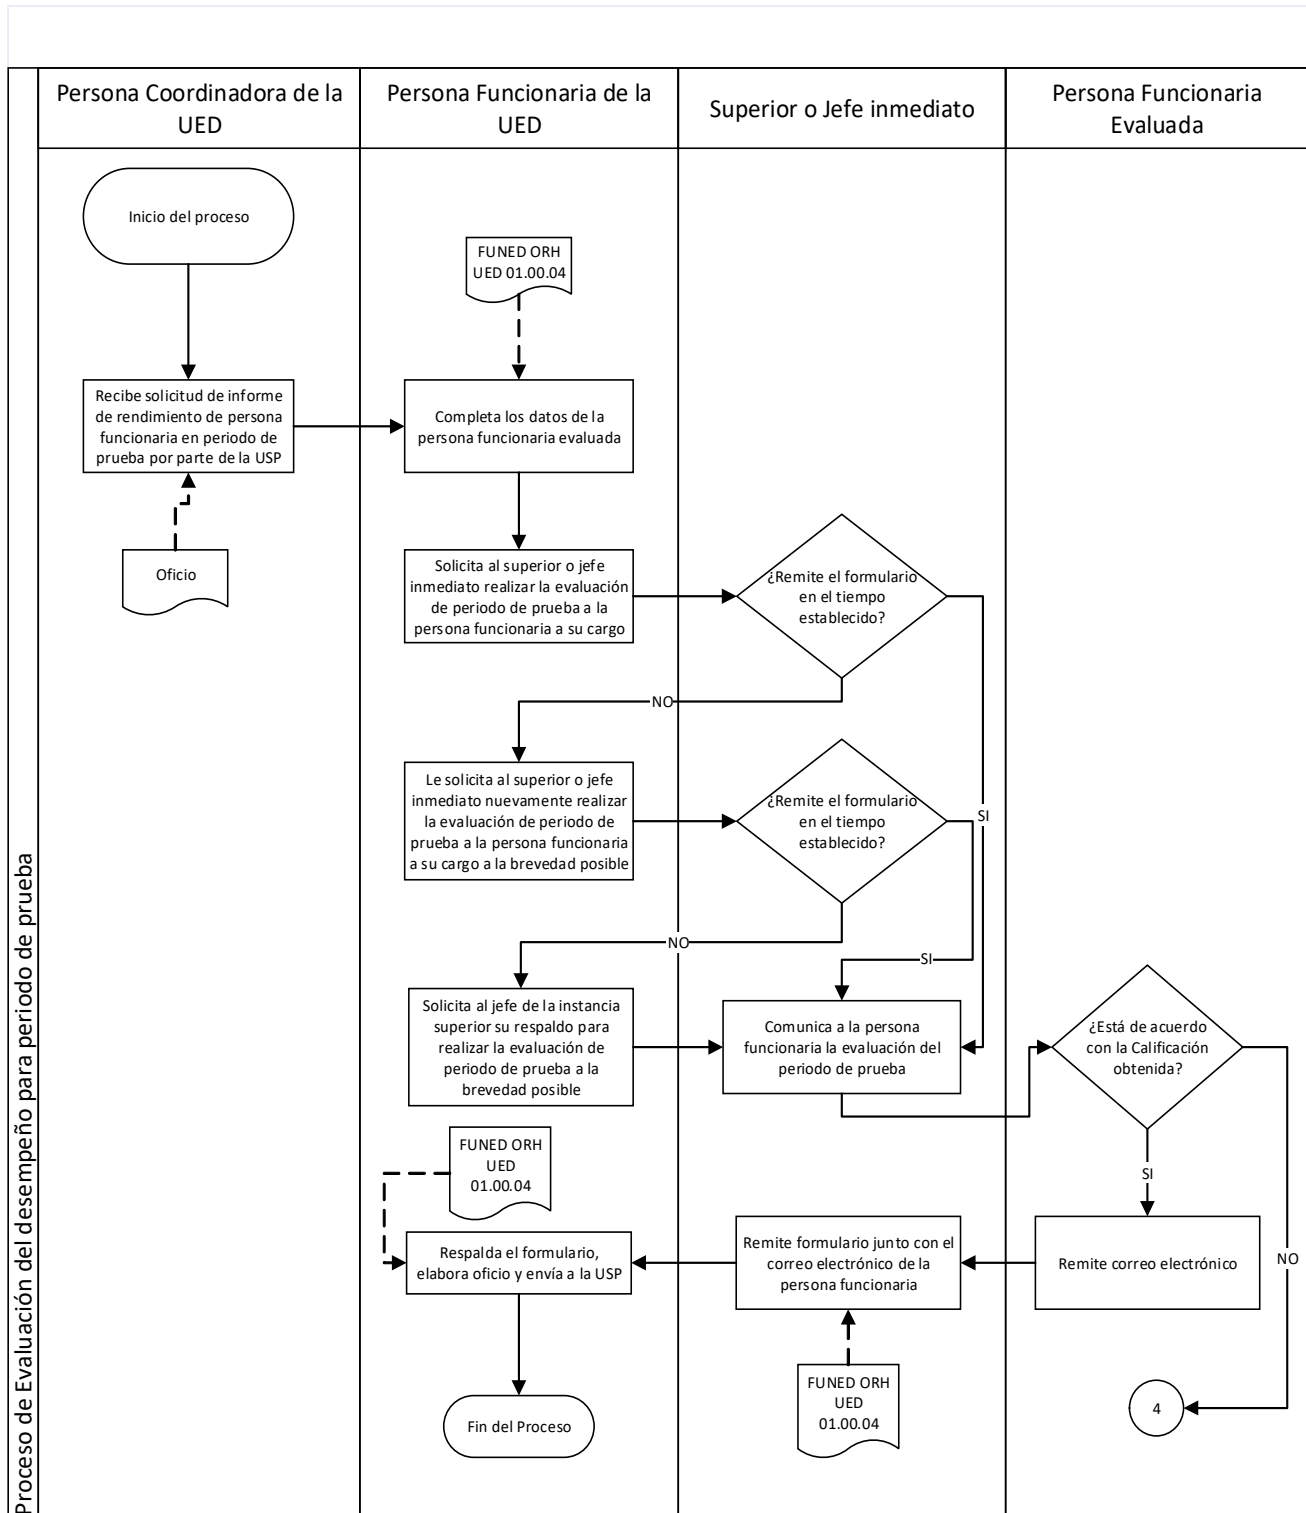 Proceso de Evaluación del desempeño para periodo de prueba
Persona Coordinadora de la
UED
Persona Funcionaria de la
UED
Superior o Jefe inmediato
Persona Funcionaria
Evaluada
Inicio del proceso
FUNED ORH
UED 01.00.04
Recibe solicitud de informe
de rendimiento de persona
funcionaria en periodo de
prueba por parte de la USP
Completa los datos de la
persona funcionaria evaluada
Oficio
Solicita al superior o jefe
inmediato realizar la evaluación
de periodo de prueba a la
persona funcionaria a su cargo
¿Remite el formulario
en el tiempo
establecido?
NO
SI
Le solicita al superior o jefe
inmediato nuevamente realizar
la evaluación de periodo de
prueba a la persona funcionaria
a su cargo a la brevedad posible
¿Remite el formulario
en el tiempo
establecido?
NO
SI
Solicita al jefe de la instancia
superior su respaldo para
realizar la evaluación de
periodo de prueba a la
brevedad posible
Comunica a la persona
funcionaria la evaluación del
periodo de prueba
¿Está de acuerdo
con la Calificación
obtenida?
SI
NO
FUNED ORH
UED
01.00.04
Respalda el formulario,
elabora oficio y envía a la USP
Remite formulario junto con el
correo electrónico de la
persona funcionaria
Remite correo electrónico
FUNED ORH
UED
01.00.04
4
Fin del Proceso